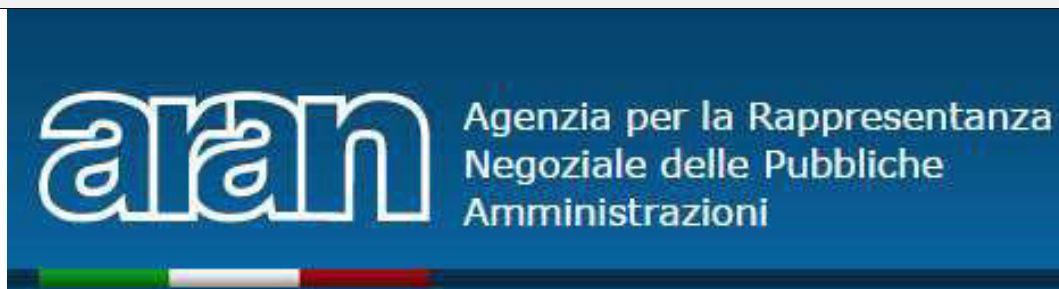 aran
Agenzia per la Rappresentanza
Negoziale delle Pubbliche
Amministrazioni